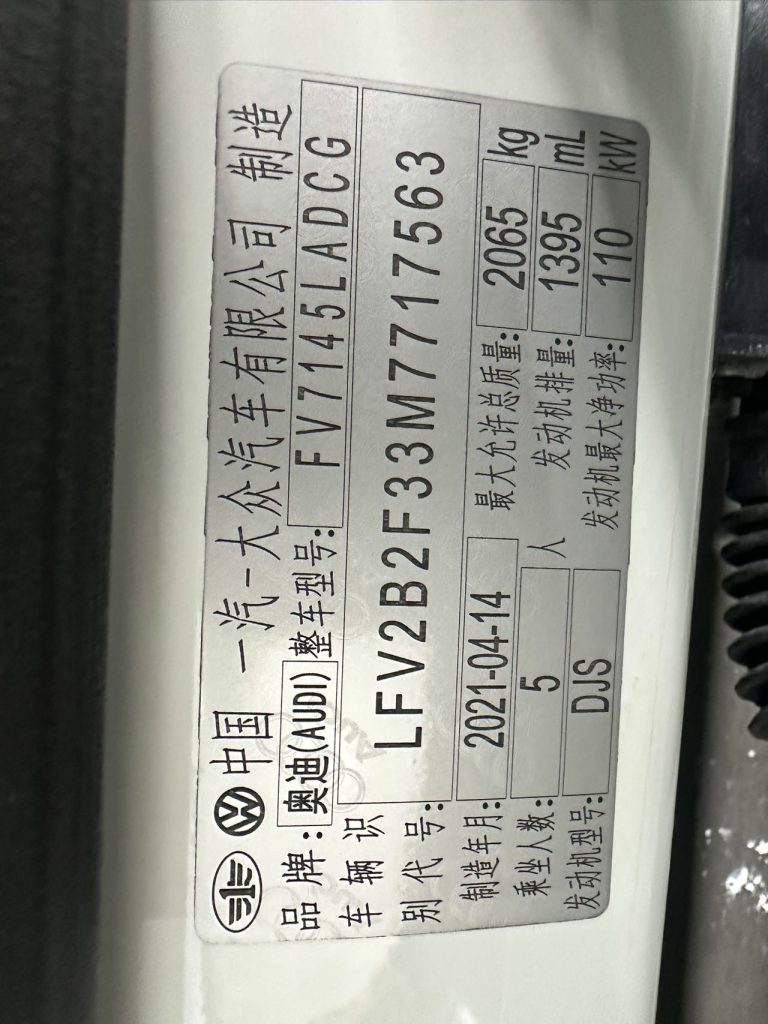 中国 一汽-大众汽车有限公司 制造
品牌:奥迪(AUDI) 整车型号: FV7145LADCG
车辆识别代号: LFV2B2F33M7717563
制造年月: 2021-04-14 最大允许总质量: 2065 kg
乘坐人数: 5 人 发动机排量: 1395 mL
发动机型号: DJS 发动机最大净功率: 110 kW